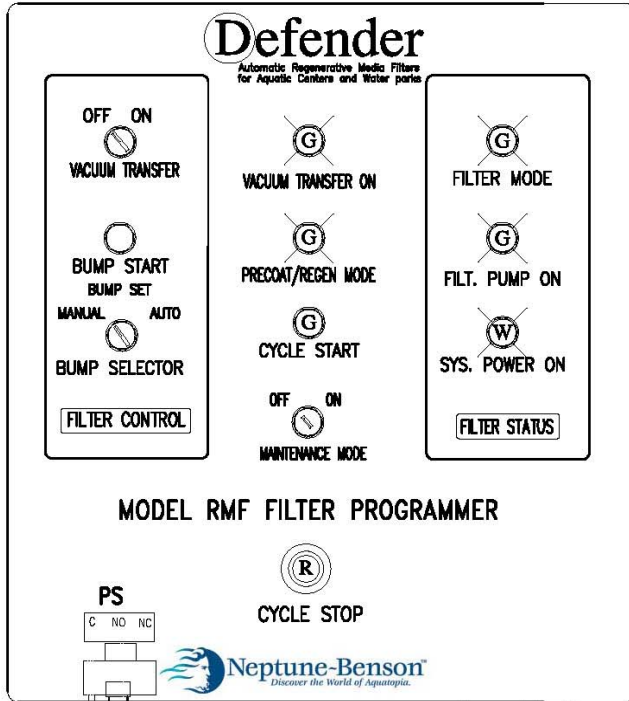 Defender
Automatic Regenerative Media Filters
for Aquatic Centers and Water parks
OFF ON
VACUUM TRANSFER
BUMP START
BUMP SET
MANUAL AUTO
BUMP SELECTOR
FILTER CONTROL
G
VACUUM TRANSFER ON
G
PRECOAT/REGEN MODE
G
CYCLE START
OFF ON
MAINTENANCE MODE
G
FILTER MODE
G
FILT. PUMP ON
W
SYS. POWER ON
FILTER STATUS
MODEL RMF FILTER PROGRAMMER
R
CYCLE STOP
PS
C NO NC
Neptune-Benson™
Discover the World of Aquatopia.